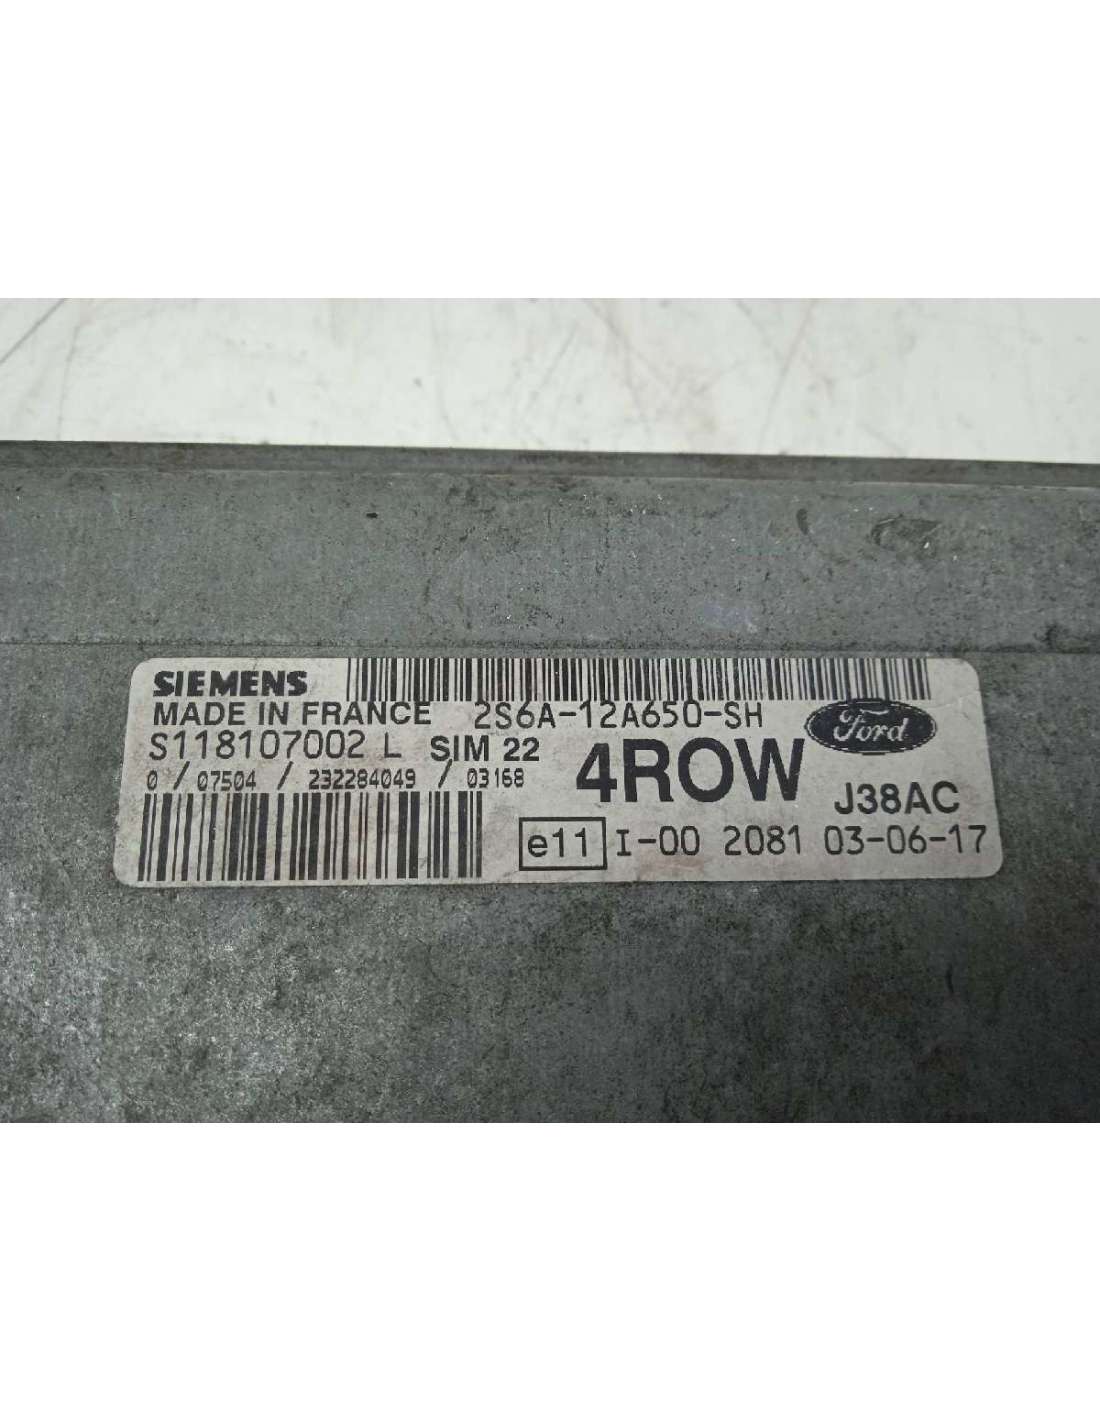 SIEMENS
MADE IN FRANCE 2S6A-12A650-SH
Ford
S118107002 L SIM 22 4ROW
0 / 07504 / 232284049 / 03168
J38AC
e11 I-00 2081 03-06-17